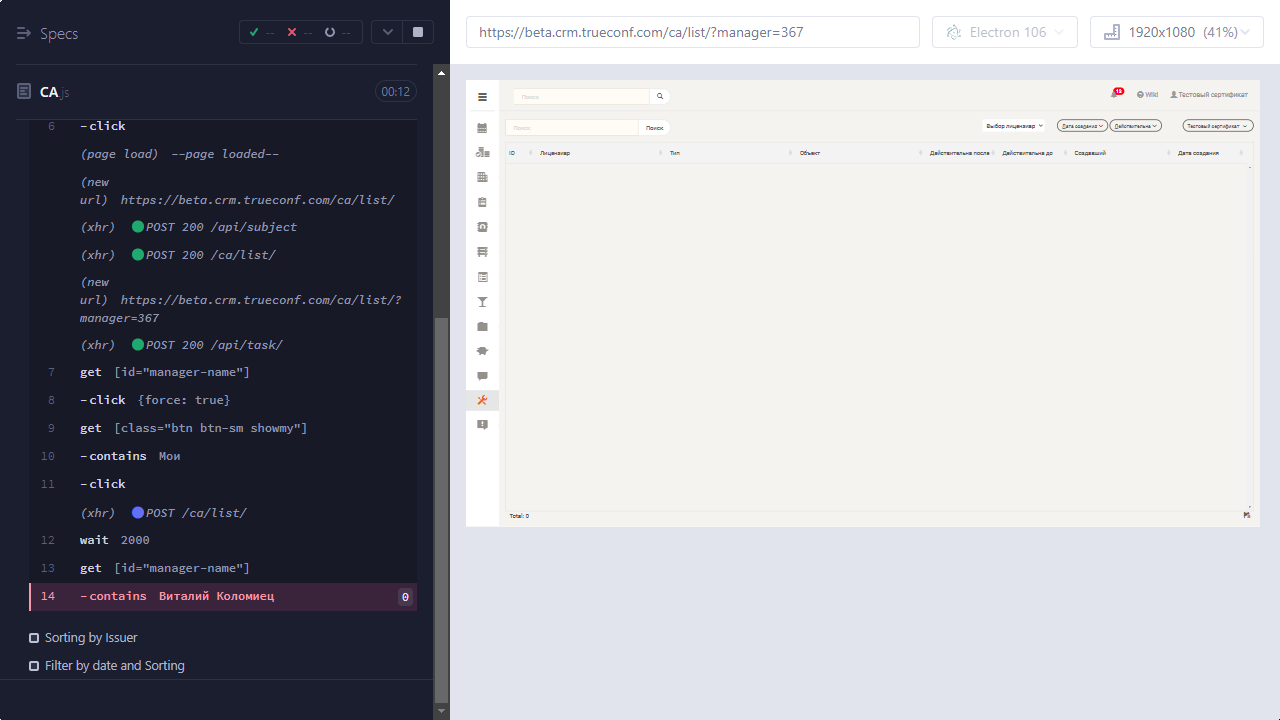 Specs
--
--
--
CA.js
00:12
6 -click
(page load) --page loaded--
(new
url) https://beta.crm.trueconf.com/ca/list/
(xhr) POST 200 /api/subject
(xhr) POST 200 /ca/list/
(new
url) https://beta.crm.trueconf.com/ca/list/?
manager=367
(xhr) POST 200 /api/task/
7 get [id="manager-name"]
8 -click {force: true}
9 get [class="btn btn-sm showmy"]
10 -contains Мои
11 -click
(xhr) POST /ca/list/
12 wait 2000
13 get [id="manager-name"]
14 -contains Виталий Коломиец 0
Sorting by Issuer
Filter by date and Sorting
https://beta.crm.trueconf.com/ca/list/?manager=367
Electron 106
1920x1080 (41%)
Поиск
Wiki
Тестовый сертификат
Поиск
Поиск
Выбор лицензиар
Дата создания
Действительна
Тестовый сертификат
ID
Лицензиар
Тип
Объект
Действительна после
Действительна до
Создавший
Дата создания
Total: 0